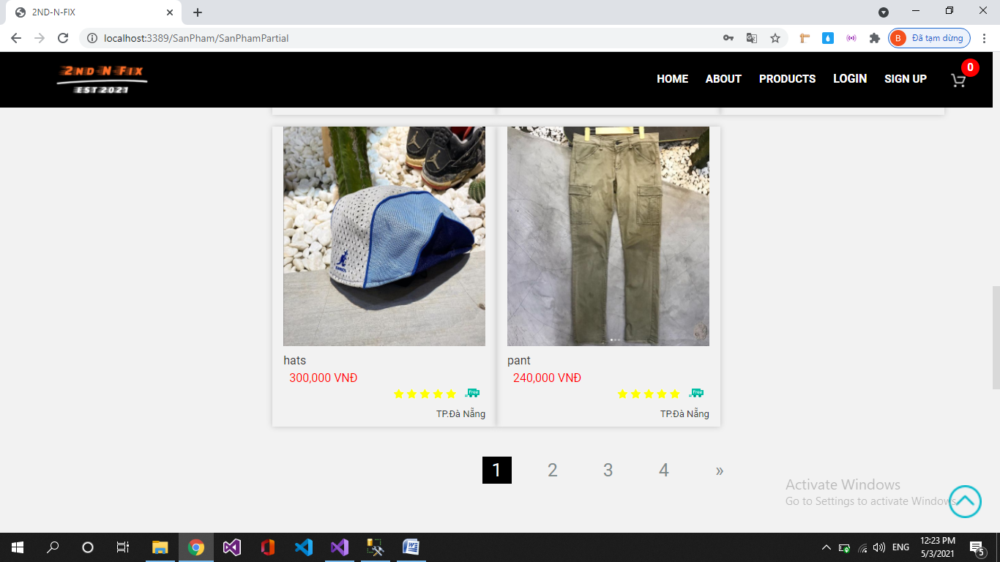 2ND-N-FIX
localhost:3389/SanPham/SanPhamPartial
B Đã tạm dừng
2ND N FIX
EST 2021
HOME ABOUT PRODUCTS LOGIN SIGN UP 0
hats
300,000 VNĐ
Free
TP.Đà Nẵng
pant
240,000 VNĐ
Free
TP.Đà Nẵng
1 2 3 4 »
Activate Windows
Go to Settings to activate Windows.
ENG
12:23 PM
5/3/2021
5